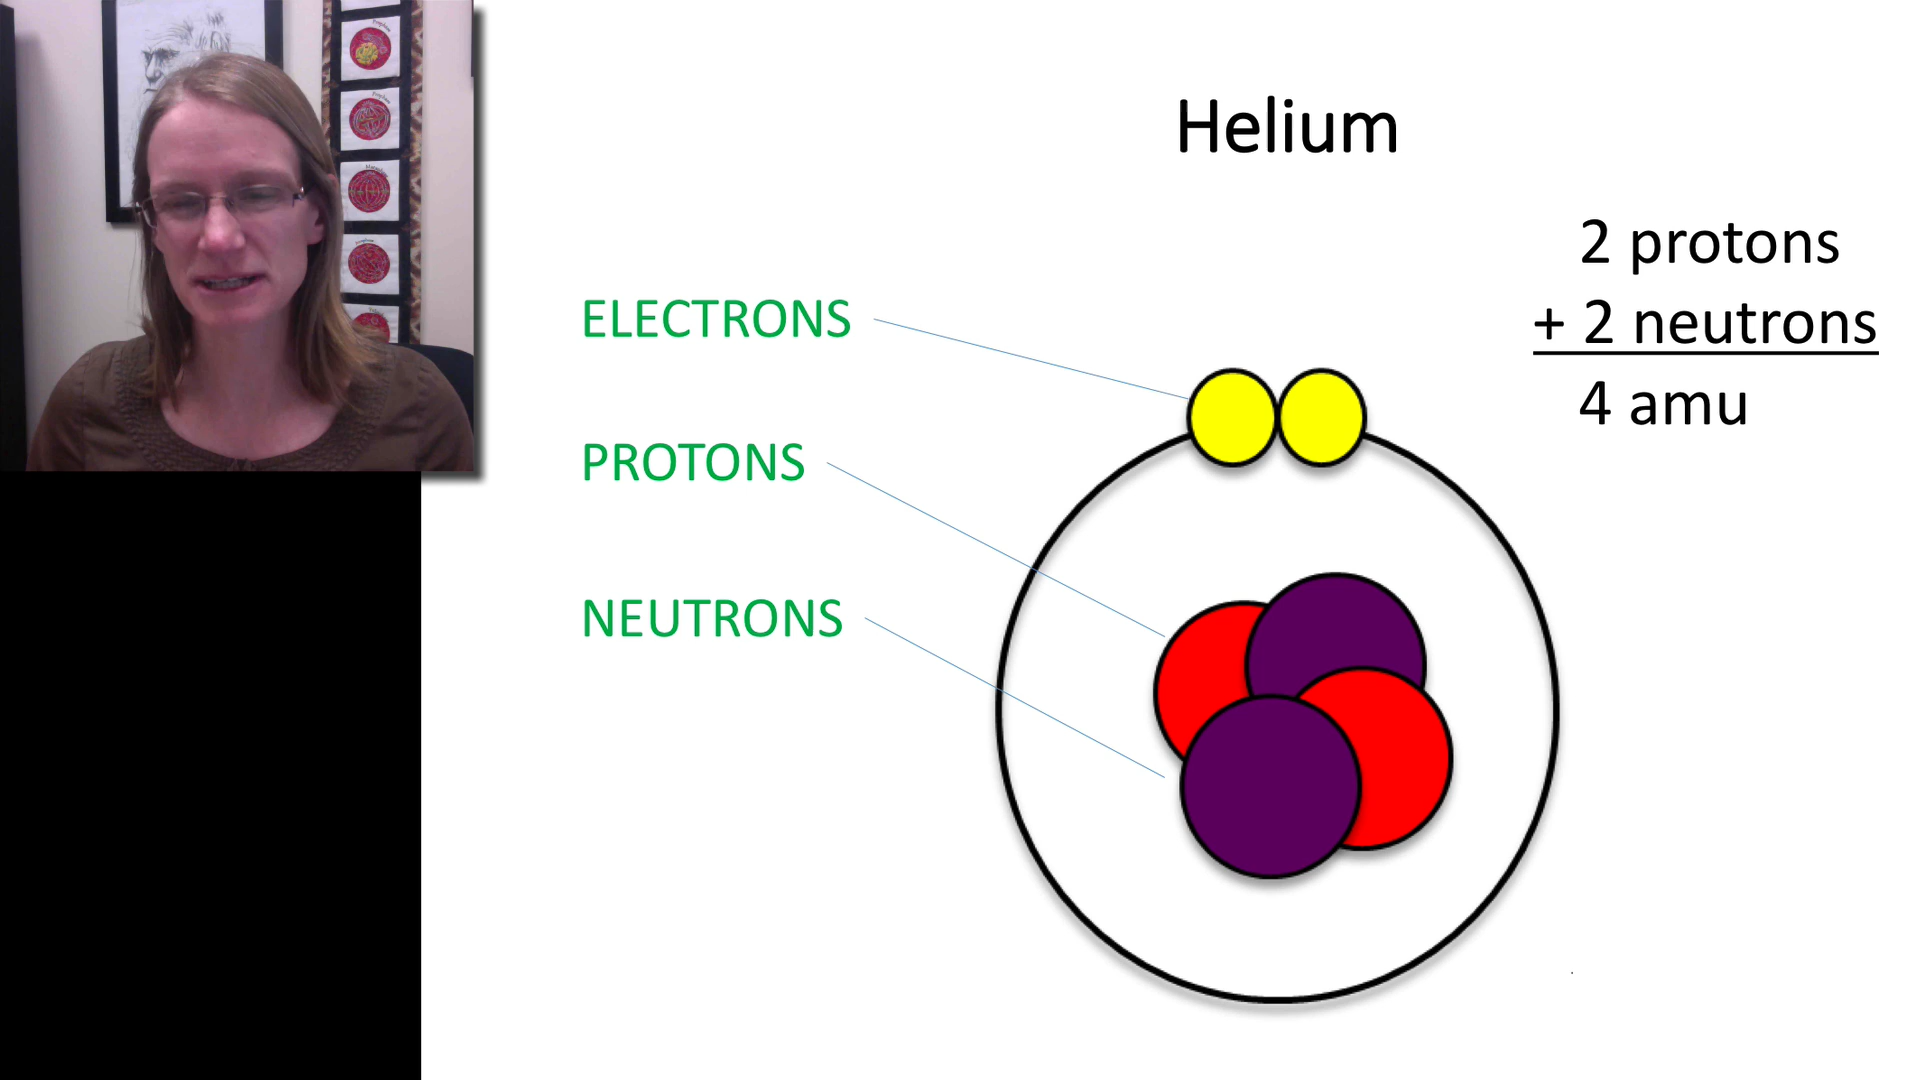 Helium
2 protons
+ 2 neutrons
4 amu
ELECTRONS
PROTONS
NEUTRONS